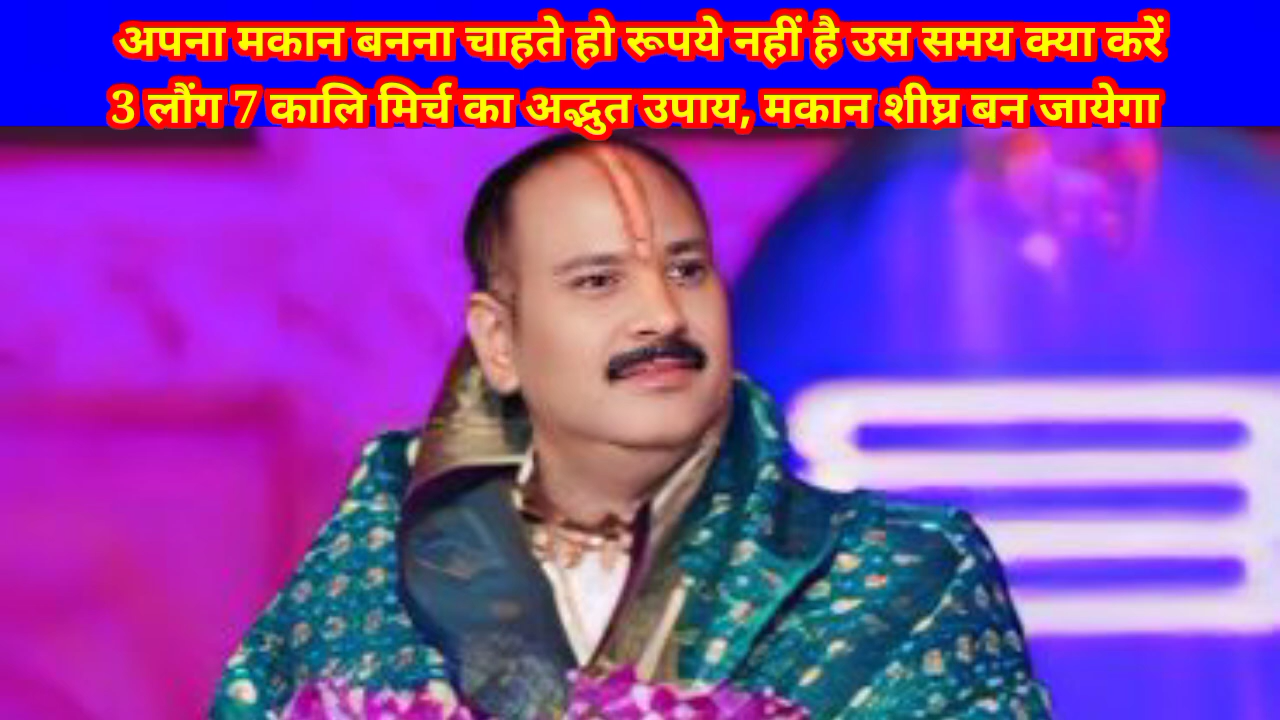 अपना मकान बनना चाहते हो रूपये नहीं है उस समय क्या करें
3 लौंग 7 कालि मिर्च का अद्भुत उपाय, मकान शीघ्र बन जायेगा